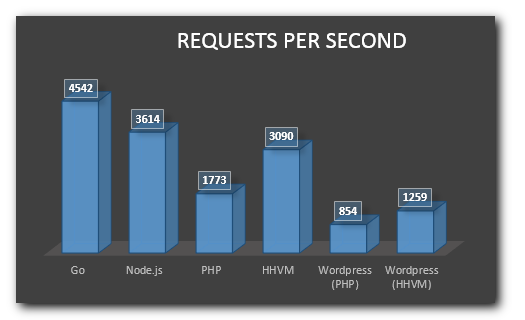 REQUESTS PER SECOND
4542
3614
1773
3090
854
1259
Go
Node.js
PHP
HHVM
Wordpress
(PHP)
Wordpress
(HHVM)